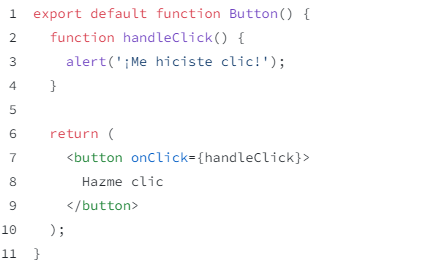 1 export default function Button() {
2   function handleClick() {
3     alert('¡Me hiciste clic!');
4   }
5
6   return (
7     <button onClick={handleClick}>
8       Hazme clic
9     </button>
10   );
11 }